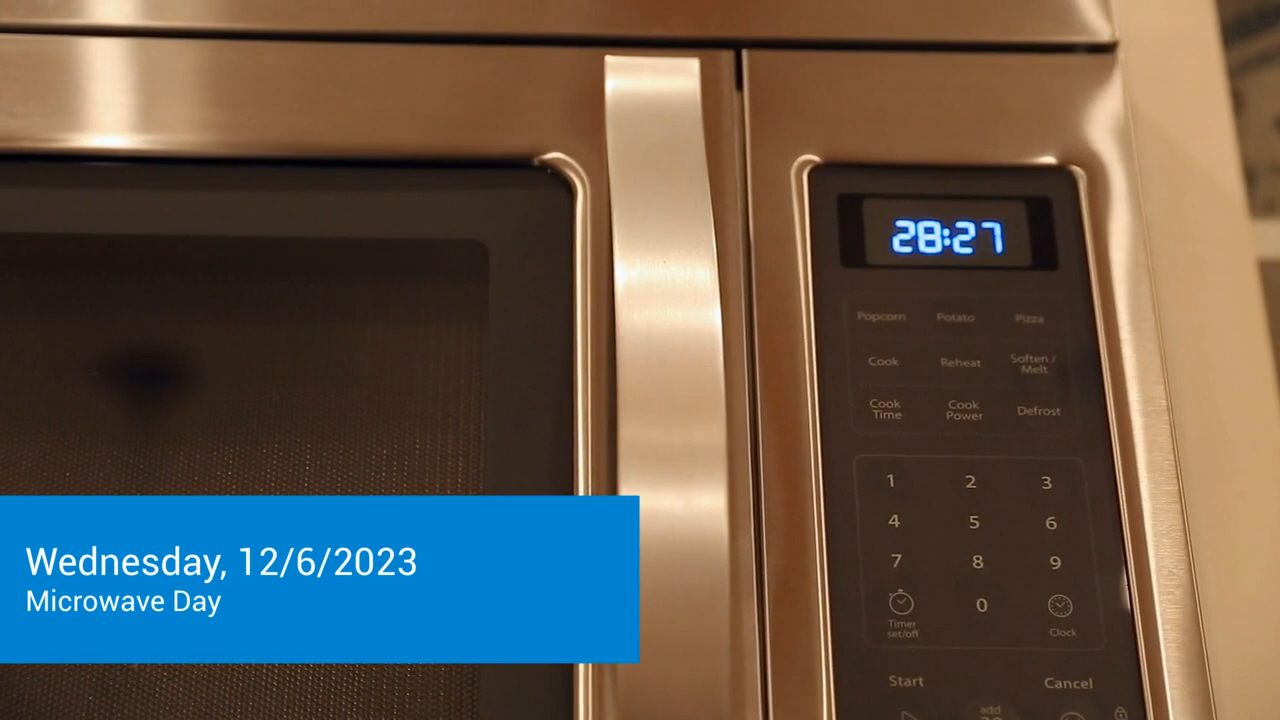 28:27
Popcorn Potato Pizza
Cook Reheat Soften / Melt
Cook Time Cook Power Defrost
1 2 3
4 5 6
7 8 9
Timer set/off 0 Clock
Start Cancel
add
Wednesday, 12/6/2023
Microwave Day